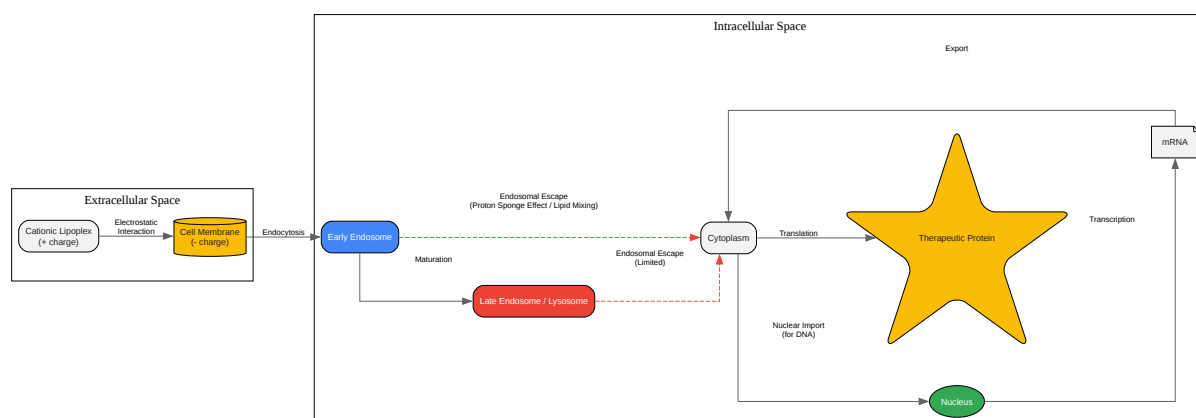 Intracellular Space
Export
mRNA
Extracellular Space
Cationic Lipoplex
(+ charge)
Electrostatic
Interaction
Cell Membrane
(- charge)
Endocytosis
Early Endosome
Endosomal Escape
(Proton Sponge Effect / Lipid Mixing)
Maturation
Endosomal Escape
(Limited)
Late Endosome / Lysosome
Cytoplasm
Translation
Therapeutic Protein
Transcription
Nuclear Import
(for DNA)
Nucleus